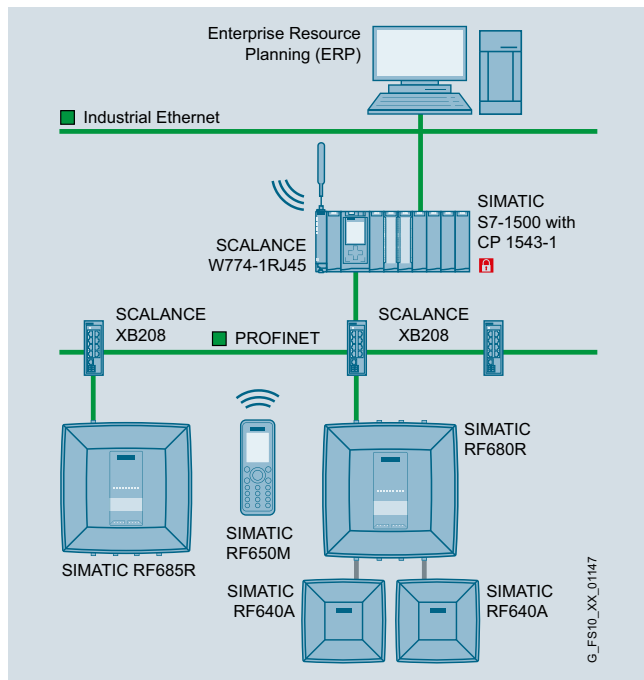 Enterprise Resource
Planning (ERP)
Industrial Ethernet
SIMATIC
S7-1500 with
CP 1543-1
SCALANCE
W774-1RJ45
SCALANCE
XB208
PROFINET
SCALANCE
XB208
SIMATIC
RF680R
SIMATIC
RF650M
SIMATIC RF685R
SIMATIC
RF640A
SIMATIC
RF640A
G_FS10_XX_01147